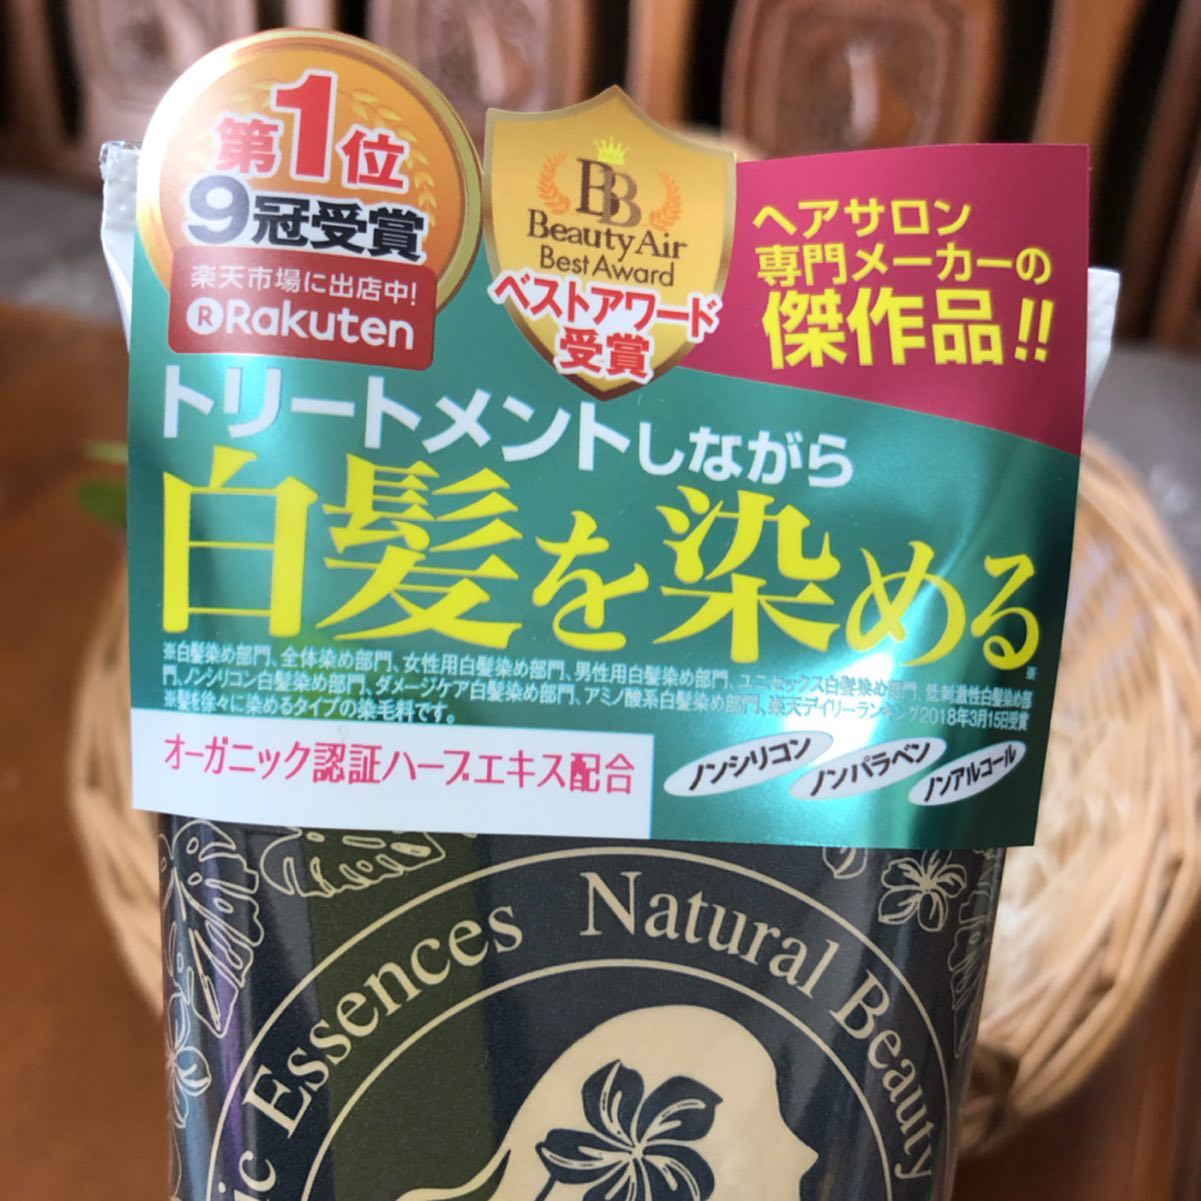 第1位
9冠受賞
楽天市場に出店中!
R Rakuten
BB
BeautyAir
BestAward
ベストアワード
受賞
ヘアサロン
専門メーカーの
傑作品!!
トリートメントしながら
白髪を染める※
※白髪染め部門、全体染め部門、女性用白髪染め部門、男性用白髪染め部門、ユニセックス白髪染め部門、低刺激性白髪染め部
門、ノンシリコン白髪染め部門、ダメージケア白髪染め部門、アミノ酸系白髪染め部門、楽天デイリーランキング2018年3月15日受賞
※髪を徐々に染めるタイプの染毛料です。
オーガニック認証ハーブエキス配合
ノンシリコン
ノンパラベン
ノンアルコール
ic Essences Natural Beauty